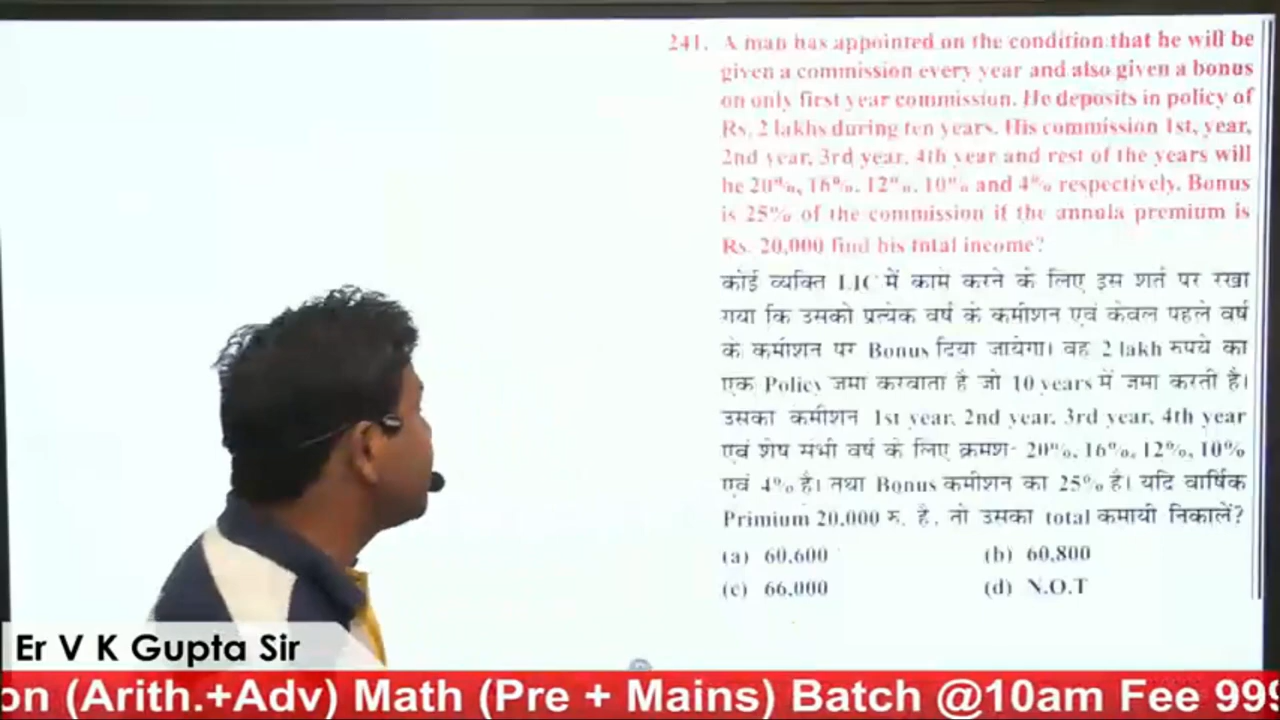 241. A man has appointed on the condition that he will be
given a commission every year and also given a bonus
on only first year commission. He deposits in policy of
Rs. 2 lakhs during ten years. His commission 1st, year,
2nd year, 3rd year, 4th year and rest of the years will
be 20%, 16%, 12%, 10% and 4% respectively. Bonus
is 25% of the commission if the annula premium is
Rs. 20,000 find his total income?
कोई व्यक्ति LIC में काम करने के लिए इस शर्त पर रखा
गया कि उसको प्रत्येक वर्ष के कमीशन एवं केवल पहले वर्ष
के कमीशन पर Bonus दिया जायेगा। वह 2 lakh रुपये का
एक Policy जमा करवाता है जो 10 years में जमा करती है।
उसका कमीशन 1st year, 2nd year, 3rd year, 4th year
एवं शेष सभी वर्ष के लिए क्रमश- 20%, 16%, 12%, 10%
एवं 4% है। तथा Bonus कमीशन का 25% है। यदि वार्षिक
Primium 20,000 रु. है, तो उसका total कमायी निकालें?
(a) 60,600 (b) 60,800
(c) 66,000 (d) N.O.T
Er V K Gupta Sir
on (Arith.+Adv) Math (Pre + Mains) Batch @10am Fee 999